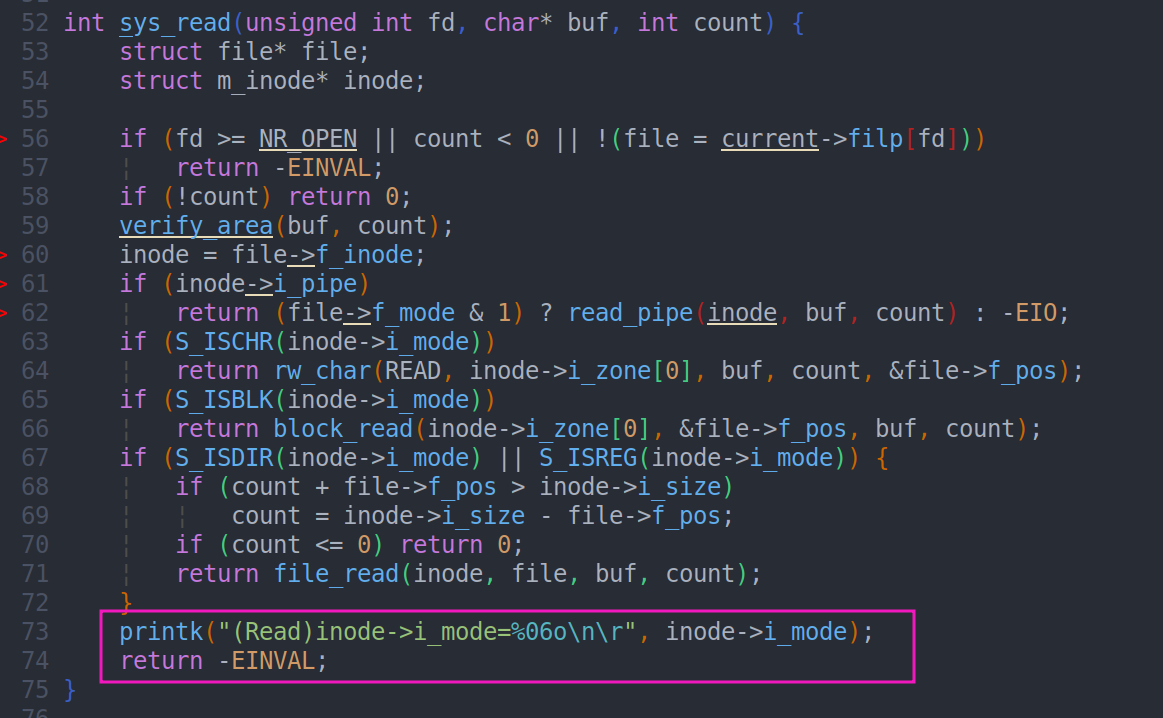 52 int sys_read(unsigned int fd, char* buf, int count) {
53     struct file* file;
54     struct m_inode* inode;
55
> 56     if (fd >= NR_OPEN || count < 0 || !(file = current->filp[fd]))
57         return -EINVAL;
58     if (!count) return 0;
59     verify_area(buf, count);
> 60     inode = file->f_inode;
> 61     if (inode->i_pipe)
> 62         return (file->f_mode & 1) ? read_pipe(inode, buf, count) : -EIO;
63     if (S_ISCHR(inode->i_mode))
64         return rw_char(READ, inode->i_zone[0], buf, count, &file->f_pos);
65     if (S_ISBLK(inode->i_mode))
66         return block_read(inode->i_zone[0], &file->f_pos, buf, count);
67     if (S_ISDIR(inode->i_mode) || S_ISREG(inode->i_mode)) {
68         if (count + file->f_pos > inode->i_size)
69             count = inode->i_size - file->f_pos;
70         if (count <= 0) return 0;
71         return file_read(inode, file, buf, count);
72     }
73     printk("(Read)inode->i_mode=%06o\n\r", inode->i_mode);
74     return -EINVAL;
75 }
76